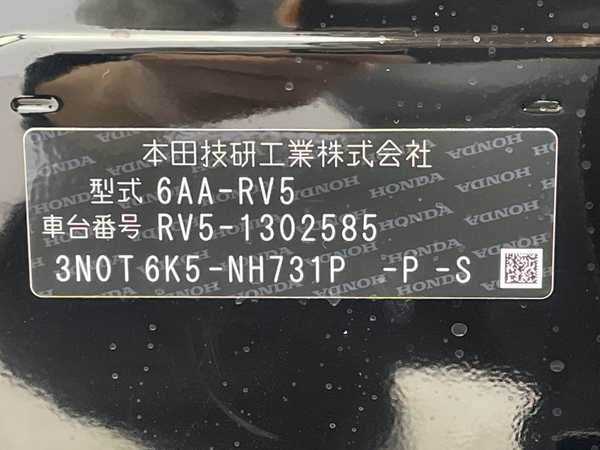 本田技研工業株式会社
型式 6AA-RV5
車台番号 RV5-1302585
3N0T6K5-NH731P -P-S
HONDA